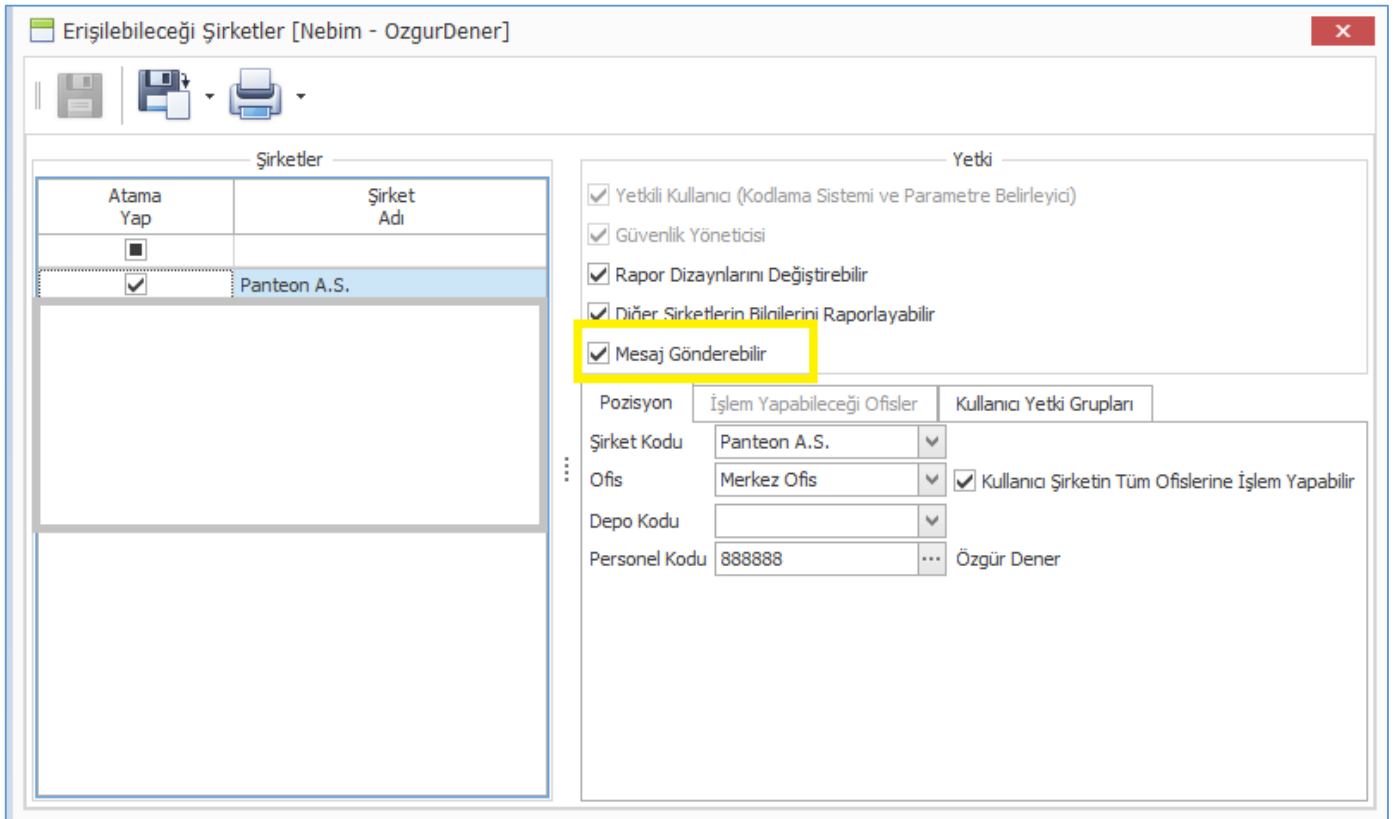 Erişilebileceği Şirketler [Nebim - OzgurDener]
Şirketler
Atama Yap
Şirket Adı
Panteon A.S.
Yetki
Yetkili Kullanıcı (Kodlama Sistemi ve Parametre Belirleyici)
Güvenlik Yöneticisi
Rapor Dizaynlarını Değiştirebilir
Diğer Şirketlerin Bilgilerini Raporlayabilir
Mesaj Gönderebilir
Pozisyon
İşlem Yapabileceği Ofisler
Kullanıcı Yetki Grupları
Şirket Kodu Panteon A.S.
Ofis Merkez Ofis Kullanıcı Şirketin Tüm Ofislerine İşlem Yapabilir
Depo Kodu
Personel Kodu 888888 Özgür Dener